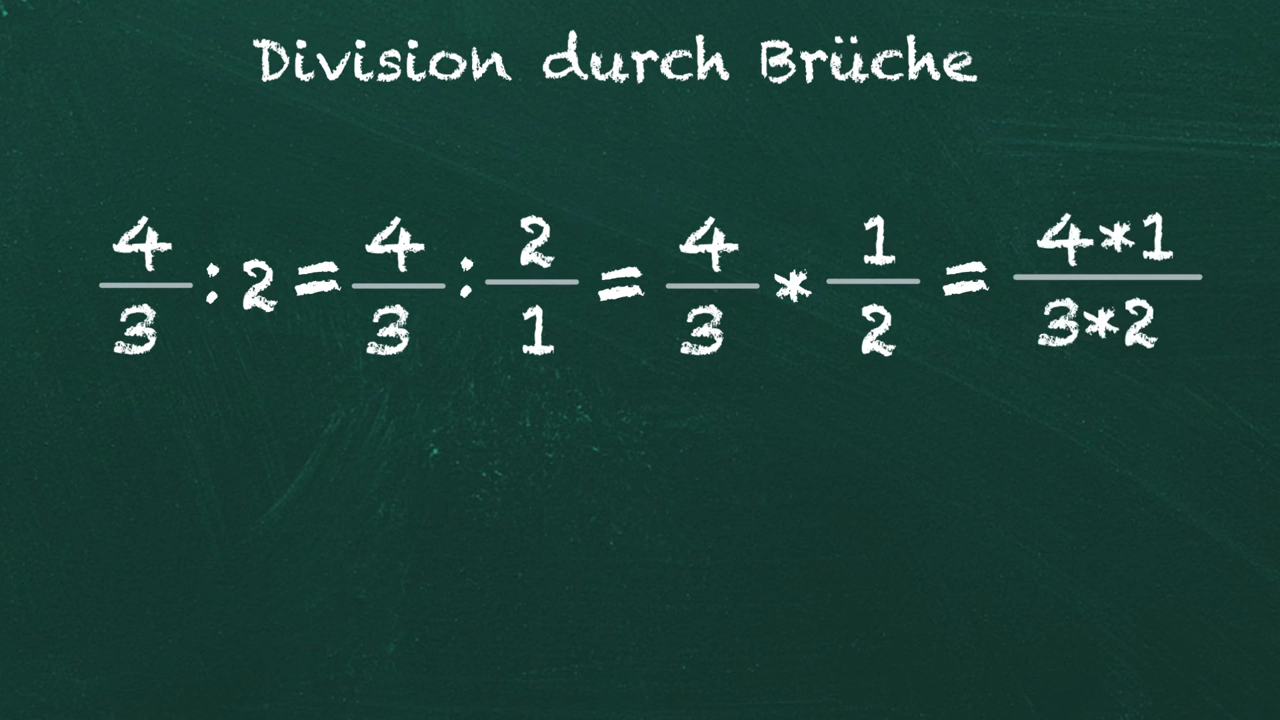 Division durch Brüche
4/3 : 2 = 4/3 : 2/1 = 4/3 * 1/2 = 4*1/3*2